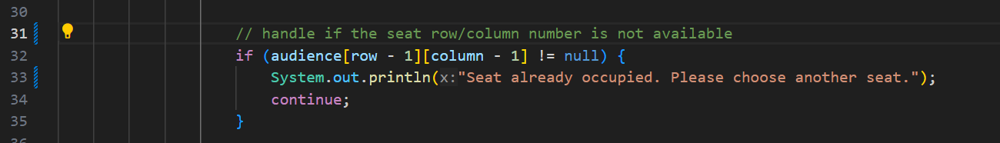 30
31 // handle if the seat row/column number is not available
32 if (audience[row - 1][column - 1] != null) {
33 System.out.println(x:"Seat already occupied. Please choose another seat.");
34 continue;
35 }
36